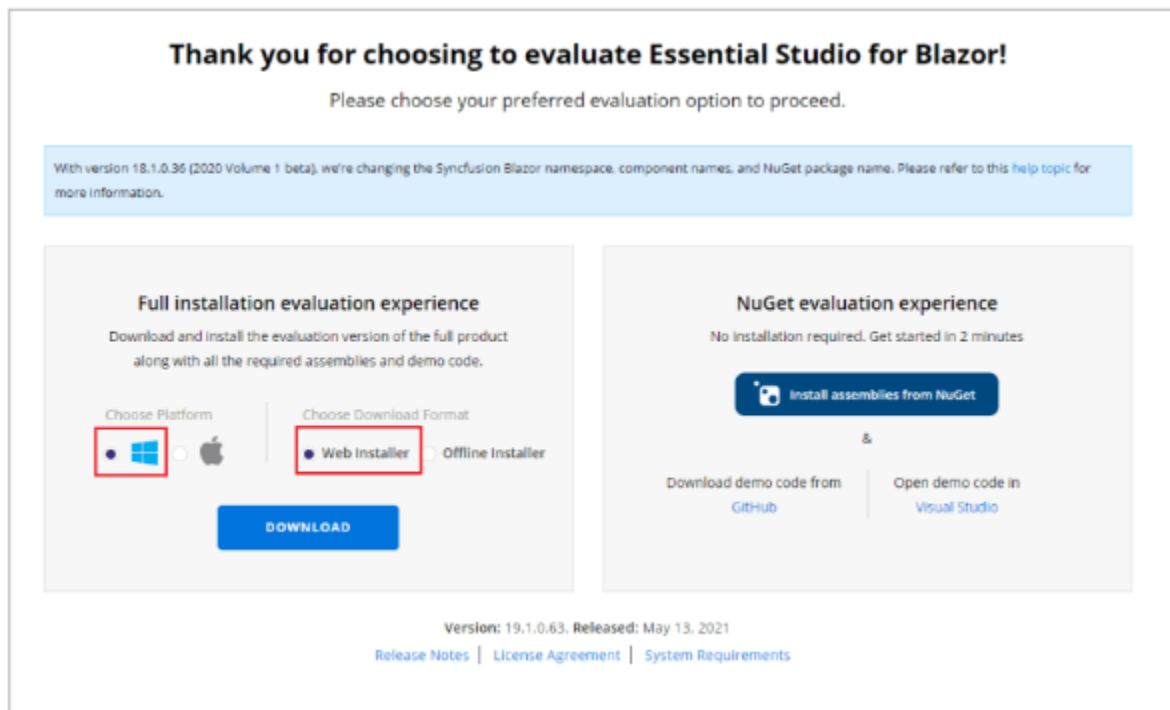 Thank you for choosing to evaluate Essential Studio for Blazor!
Please choose your preferred evaluation option to proceed.
With version 18.1.0.36 (2020 Volume 1 beta), we're changing the Syncfusion Blazor namespace, component names, and NuGet package name. Please refer to this help topic for
more information.
Full installation evaluation experience
Download and install the evaluation version of the full product
along with all the required assemblies and demo code.
Choose Platform
Choose Download Format
Web Installer
Offline Installer
DOWNLOAD
NuGet evaluation experience
No installation required. Get started in 2 minutes
Install assemblies from NuGet
&
Download demo code from
GitHub
Open demo code in
Visual Studio
Version: 19.1.0.63. Released: May 13, 2021
Release Notes | License Agreement | System Requirements